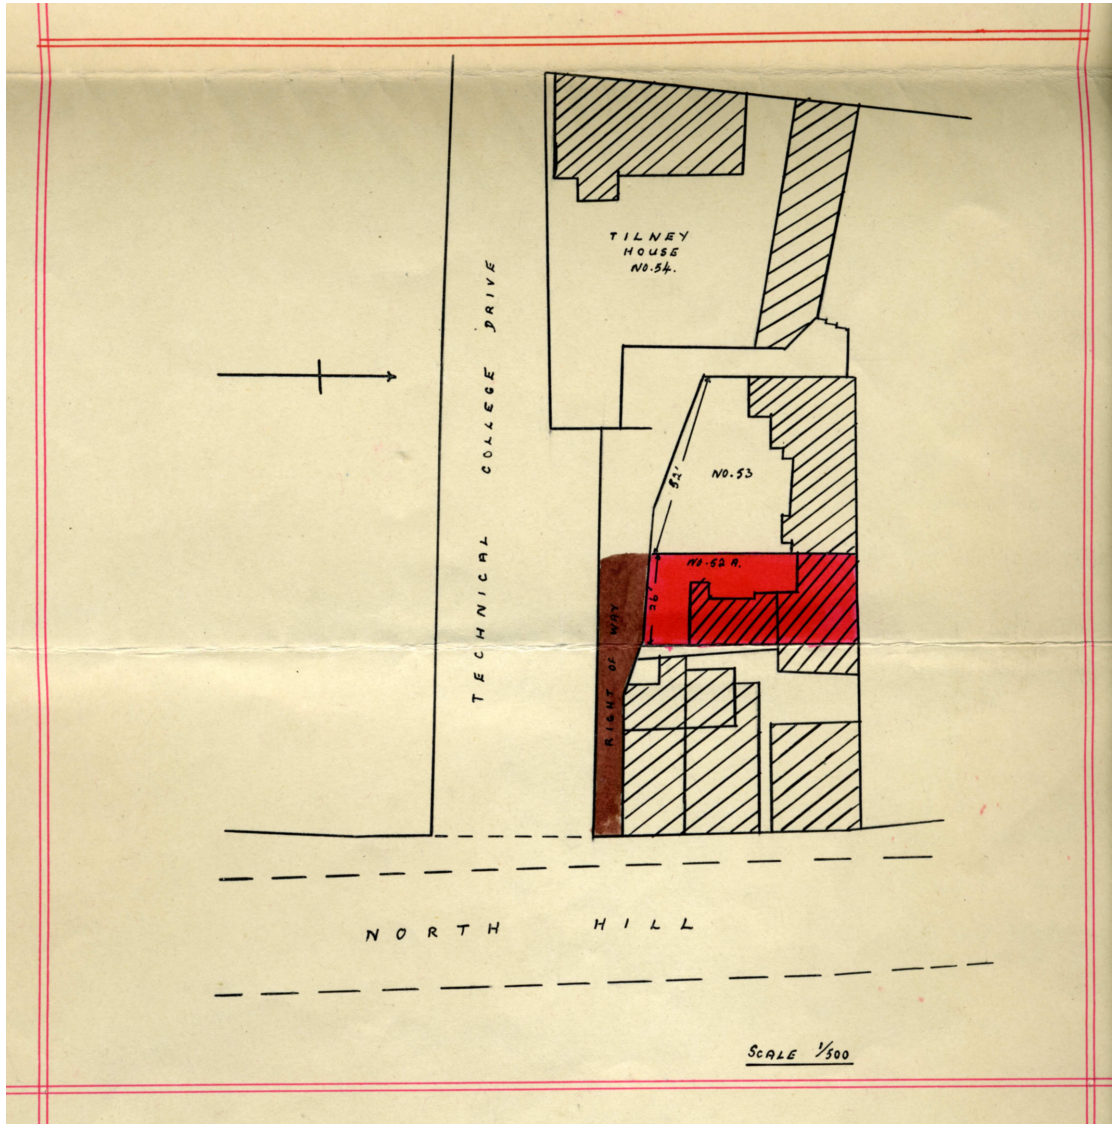 TILNEY
HOUSE
NO.54.
TECHNICAL COLLEGE DRIVE
52'
NO.53
NO.52A.
26'
RIGHT OF WAY
NORTH HILL
SCALE 1/500